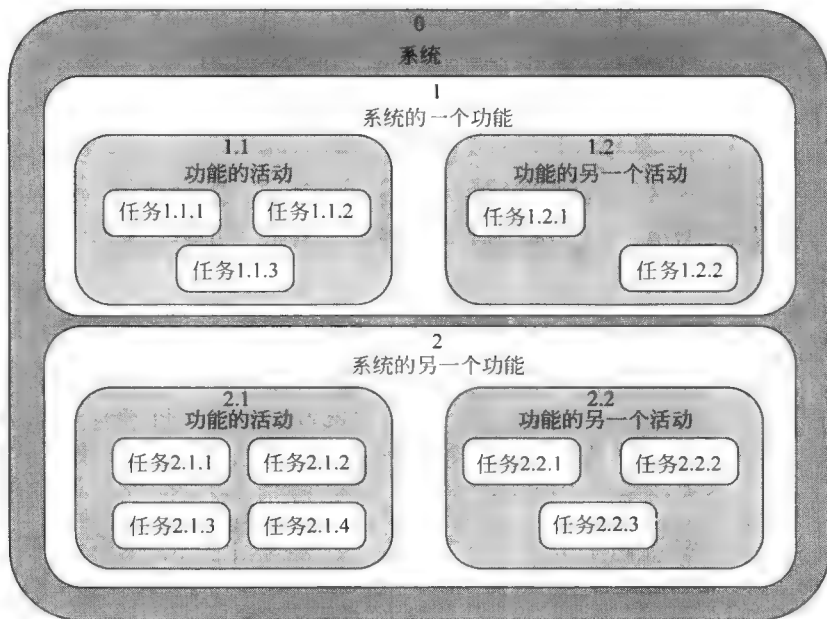 0
系统
1
系统的一个功能
1.1
功能的活动
任务1.1.1
任务1.1.2
任务1.1.3
1.2
功能的另一个活动
任务1.2.1
任务1.2.2
2
系统的另一个功能
2.1
功能的活动
任务2.1.1
任务2.1.2
任务2.1.3
任务2.1.4
2.2
功能的另一个活动
任务2.2.1
任务2.2.2
任务2.2.3